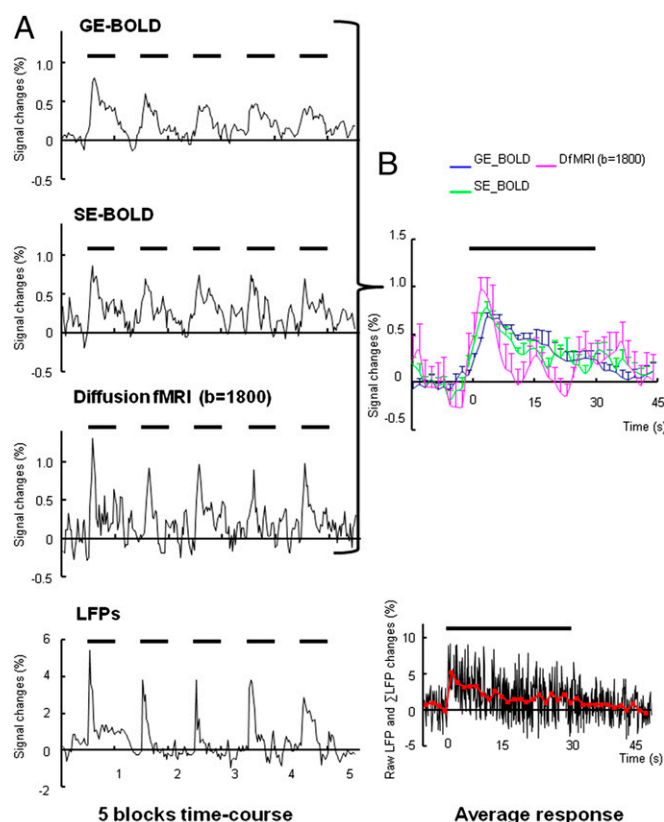 A
GE-BOLD
Signal changes (%)
1.0
0.5
0
-0.5
SE-BOLD
Signal changes (%)
1.0
0.5
0
-0.5
Diffusion fMRI (b=1800)
Signal changes (%)
1.0
0.5
0
-0.5
LFPs
Signal changes (%)
6
4
2
0
-2
1 2 3 4 5
5 blocks time-course
B
GE_BOLD DfMRI (b=1800)
SE_BOLD
Signal changes (%)
1.5
1.0
0.5
0
-0.5
0 15 30 45
Time (s)
Raw LFP and ∑LFP changes (%)
10
5
0
-5
0 15 30 45
Time (s)
Average response